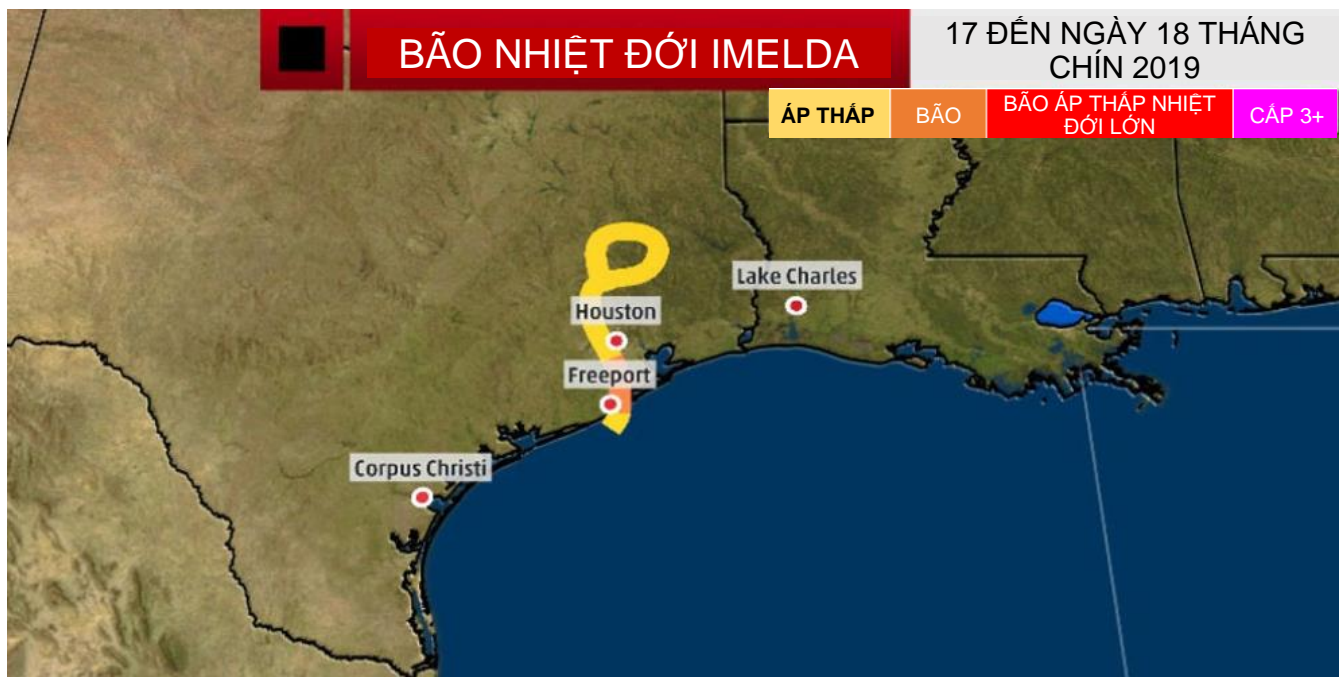 BÃO NHIỆT ĐỚI IMELDA
17 ĐẾN NGÀY 18 THÁNG
CHÍN 2019
ÁP THẤP
BÃO
BÃO ÁP THẤP NHIỆT
ĐỚI LỚN
CẤP 3+
Lake Charles
Houston
Freeport
Corpus Christi